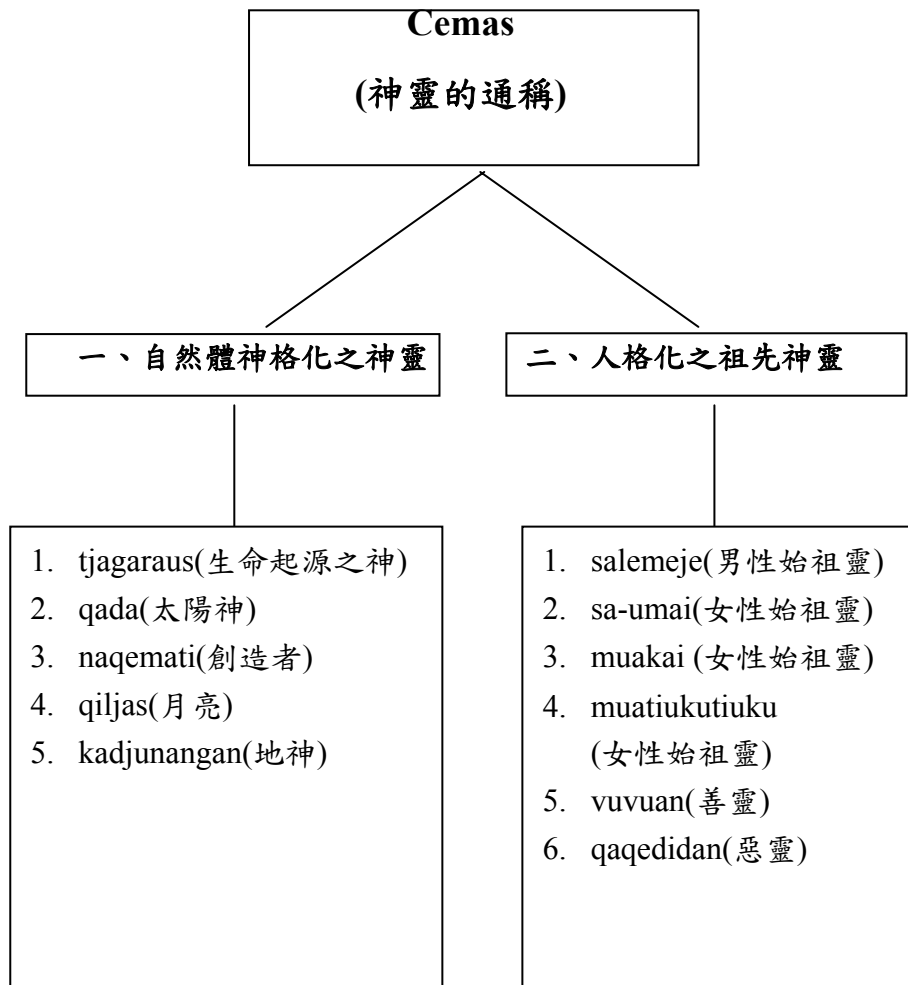 Cemas
(神靈的通稱)
一、自然體神格化之神靈
1. tjagaraus(生命起源之神)
2. qada(太陽神)
3. naqemati(創造者)
4. qiljas(月亮)
5. kadjunangan(地神)
二、人格化之祖先神靈
1. salemeje(男性始祖靈)
2. sa-umai(女性始祖靈)
3. muakai (女性始祖靈)
4. muatiukutiuku
(女性始祖靈)
5. vuvuan(善靈)
6. qaqedidan(惡靈)